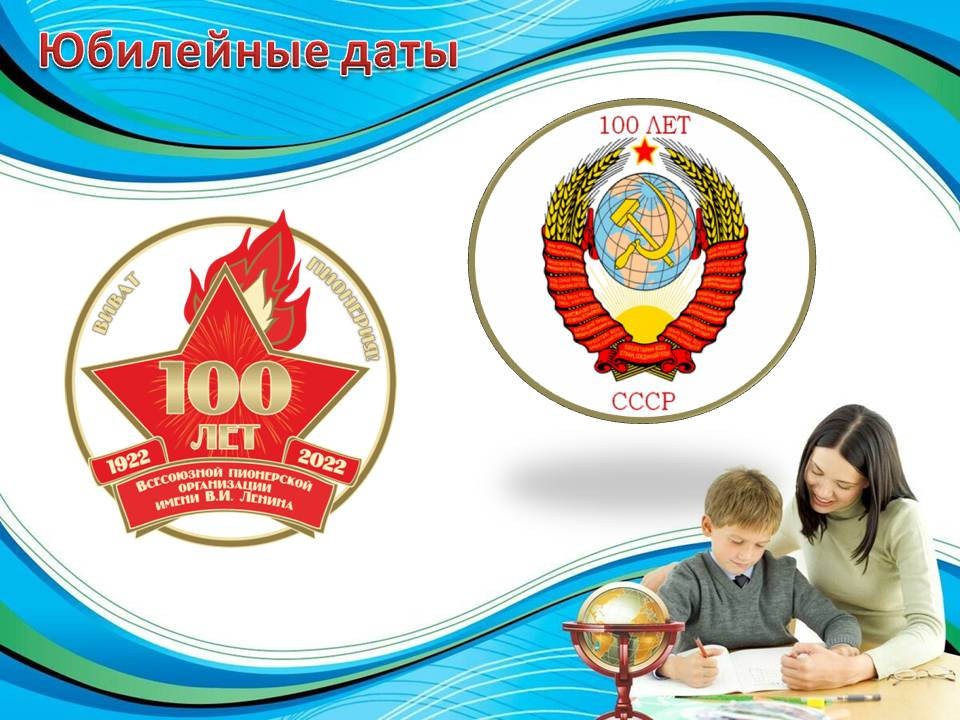 Юбилейные даты
100 ЛЕТ
СССР
ВИВАТ ПИОНЕРИЯ!
100
ЛЕТ
1922 2022
Всесоюзной пионерской
организации
имени В.И. Ленина